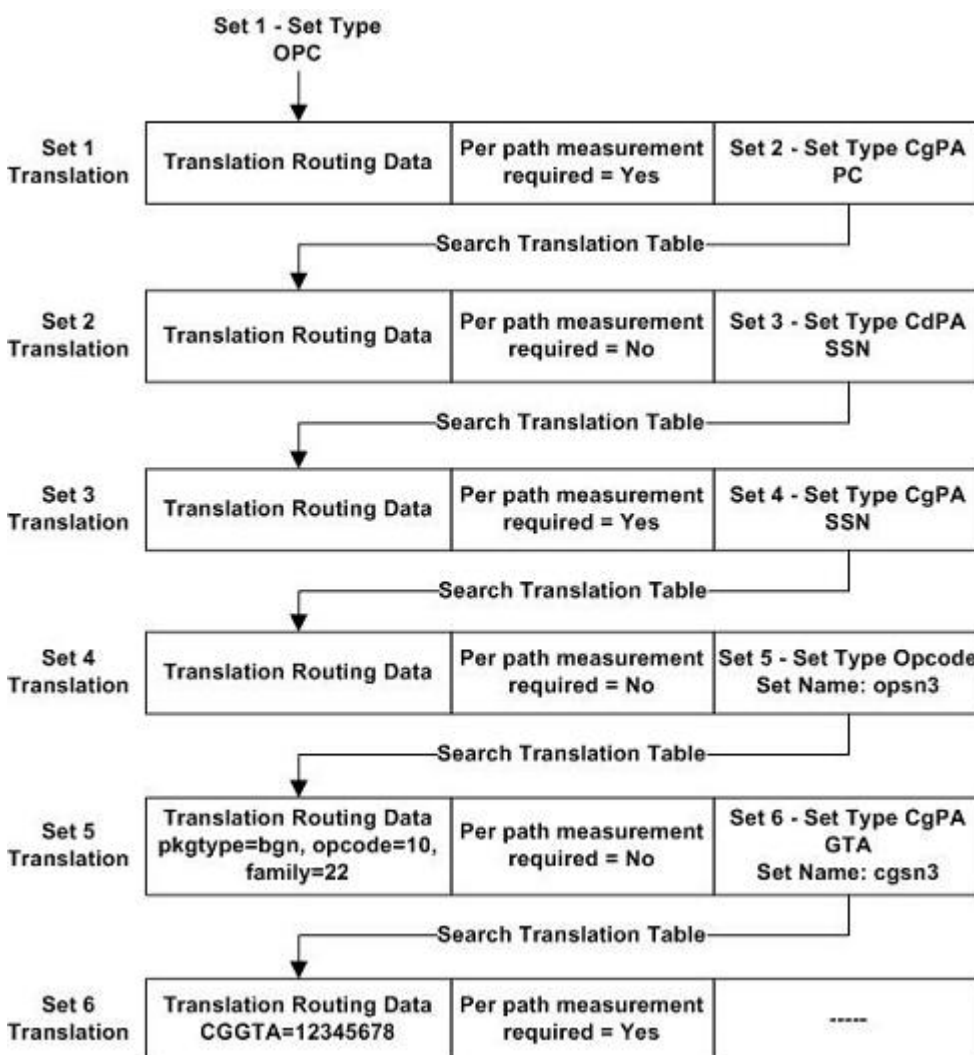 Set 1 - Set Type
OPC
Set 1
Translation
Translation Routing Data
Per path measurement
required = Yes
Set 2 - Set Type CgPA
PC
Search Translation Table
Set 2
Translation
Translation Routing Data
Per path measurement
required = No
Set 3 - Set Type CdPA
SSN
Search Translation Table
Set 3
Translation
Translation Routing Data
Per path measurement
required = Yes
Set 4 - Set Type CgPA
SSN
Search Translation Table
Set 4
Translation
Translation Routing Data
Per path measurement
required = No
Set 5 - Set Type Opcode
Set Name: opsn3
Search Translation Table
Set 5
Translation
Translation Routing Data
pkgtype=bgn, opcode=10,
family=22
Per path measurement
required = No
Set 6 - Set Type CgPA
GTA
Set Name: cgsn3
Search Translation Table
Set 6
Translation
Translation Routing Data
CGGTA=12345678
Per path measurement
required = Yes
-----